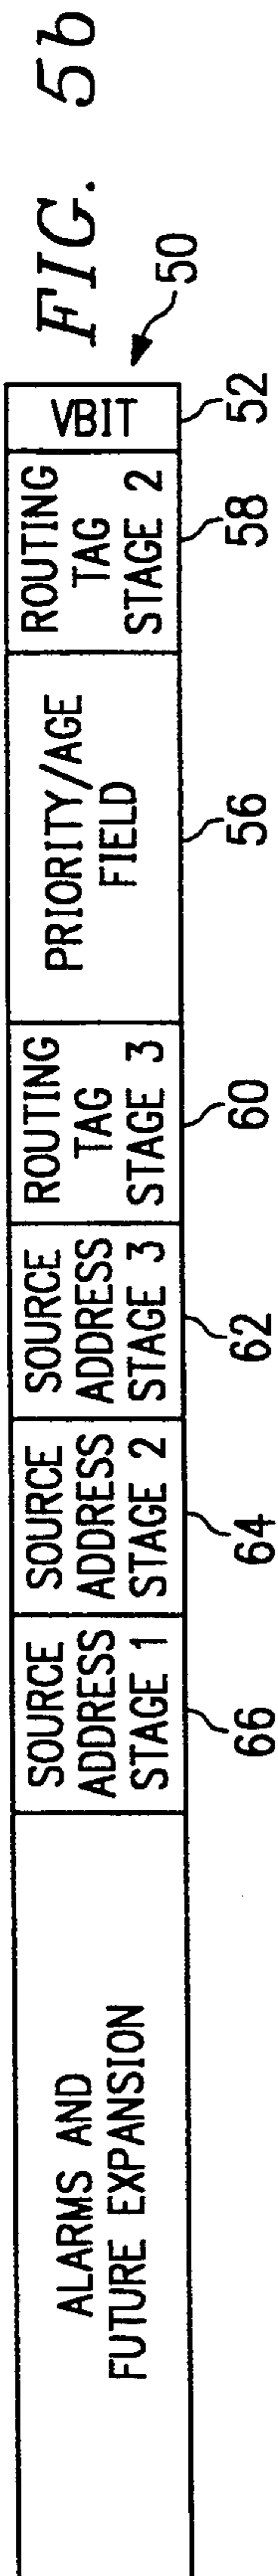 FIG. 5b
50
ALARMS AND
FUTURE EXPANSION
SOURCE
ADDRESS
STAGE 1
SOURCE
ADDRESS
STAGE 2
SOURCE
ADDRESS
STAGE 3
ROUTING
TAG
STAGE 3
PRIORITY/AGE
FIELD
ROUTING
TAG
STAGE 2
VBIT
66
64
62
60
56
58
52